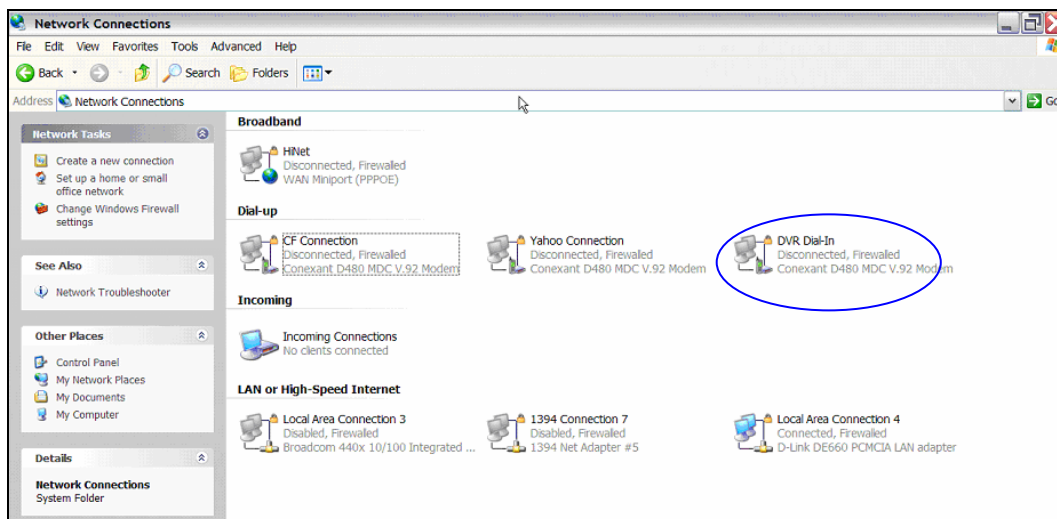 Network Connections
File Edit View Favorites Tools Advanced Help
Back Search Folders
Address Network Connections Go
Network Tasks
Create a new connection
Set up a home or small
office network
Change Windows Firewall
settings
See Also
Network Troubleshooter
Other Places
Control Panel
My Network Places
My Documents
My Computer
Details
Network Connections
System Folder
Broadband
HiNet
Disconnected, Firewalled
WAN Miniport (PPPOE)
Dial-up
CF Connection
Disconnected, Firewalled
Conexant D480 MDC V.92 Modem
Yahoo Connection
Disconnected, Firewalled
Conexant D480 MDC V.92 Modem
DVR Dial-In
Disconnected, Firewalled
Conexant D480 MDC V.92 Modem
Incoming
Incoming Connections
No clients connected
LAN or High-Speed Internet
Local Area Connection 3
Disabled, Firewalled
Broadcom 440x 10/100 Integrated ...
1394 Connection 7
Disabled, Firewalled
1394 Net Adapter #5
Local Area Connection 4
Connected, Firewalled
D-Link DE660 PCMCIA LAN adapter